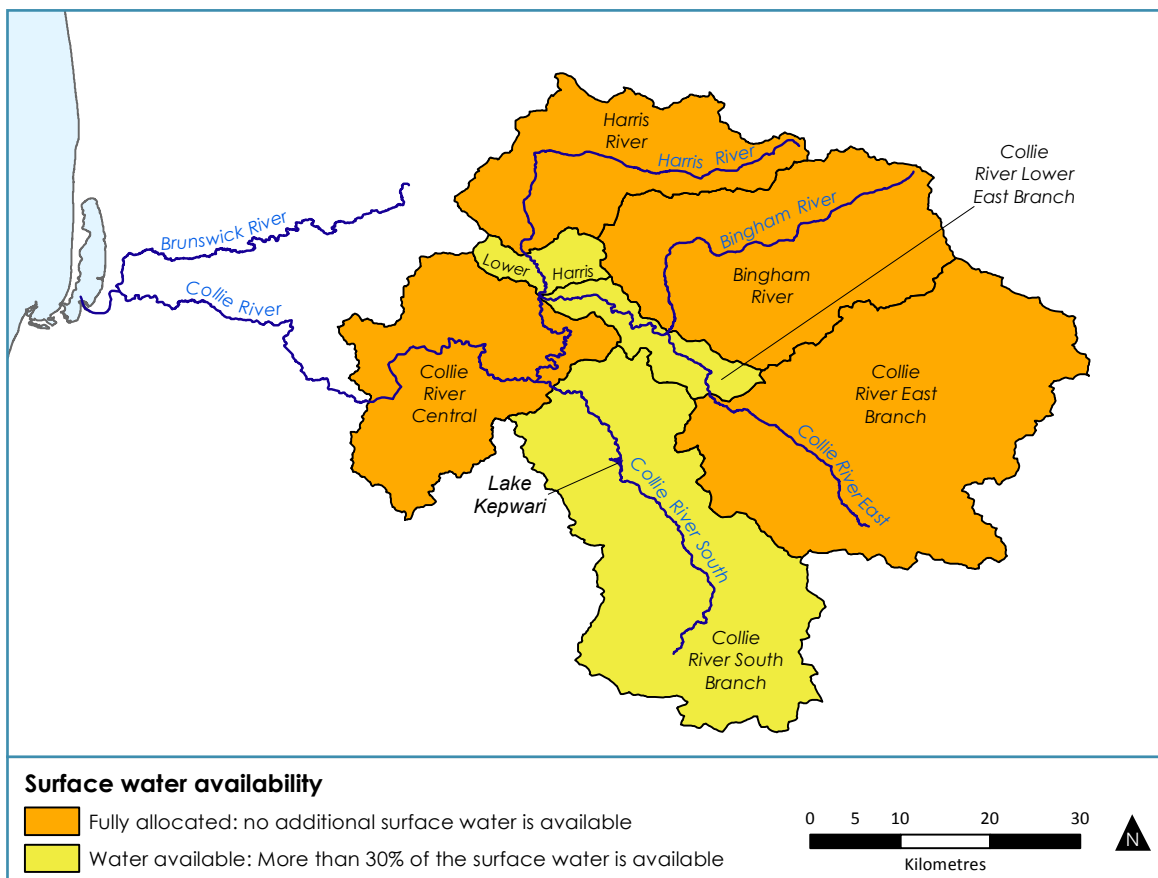 Harris
River
Harris River
Collie
River Lower
East Branch
Bingham River
Brunswick River
Lower
Harris
Bingham
River
Collie River
Collie
River
Central
Collie
River East
Branch
Collie River East
Lake
Kepwari
Collie River South
Collie
River South
Branch
Surface water availability
Fully allocated: no additional surface water is available
Water available: More than 30% of the surface water is available
0 5 10 20 30
Kilometres
N